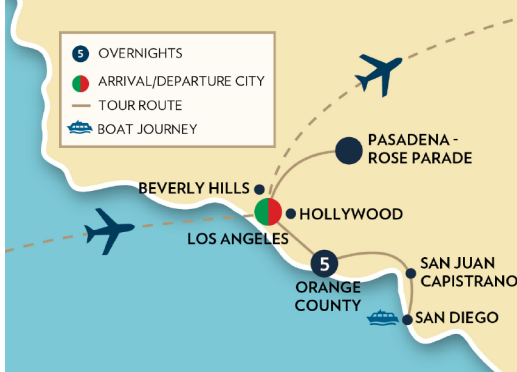 5 OVERNIGHTS
ARRIVAL/DEPARTURE CITY
TOUR ROUTE
BOAT JOURNEY
PASADENA -
ROSE PARADE
BEVERLY HILLS
HOLLYWOOD
LOS ANGELES
5
ORANGE
COUNTY
SAN JUAN
CAPISTRANO
SAN DIEGO